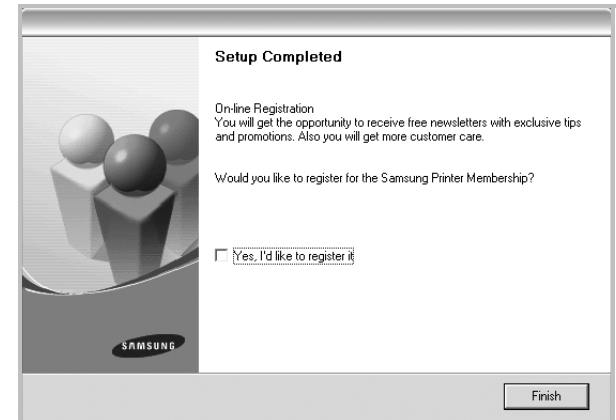 Setup Completed
On-line Registration
You will get the opportunity to receive free newsletters with exclusive tips
and promotions. Also you will get more customer care.
Would you like to register for the Samsung Printer Membership?
Yes, I'd like to register it
SAMSUNG
Finish